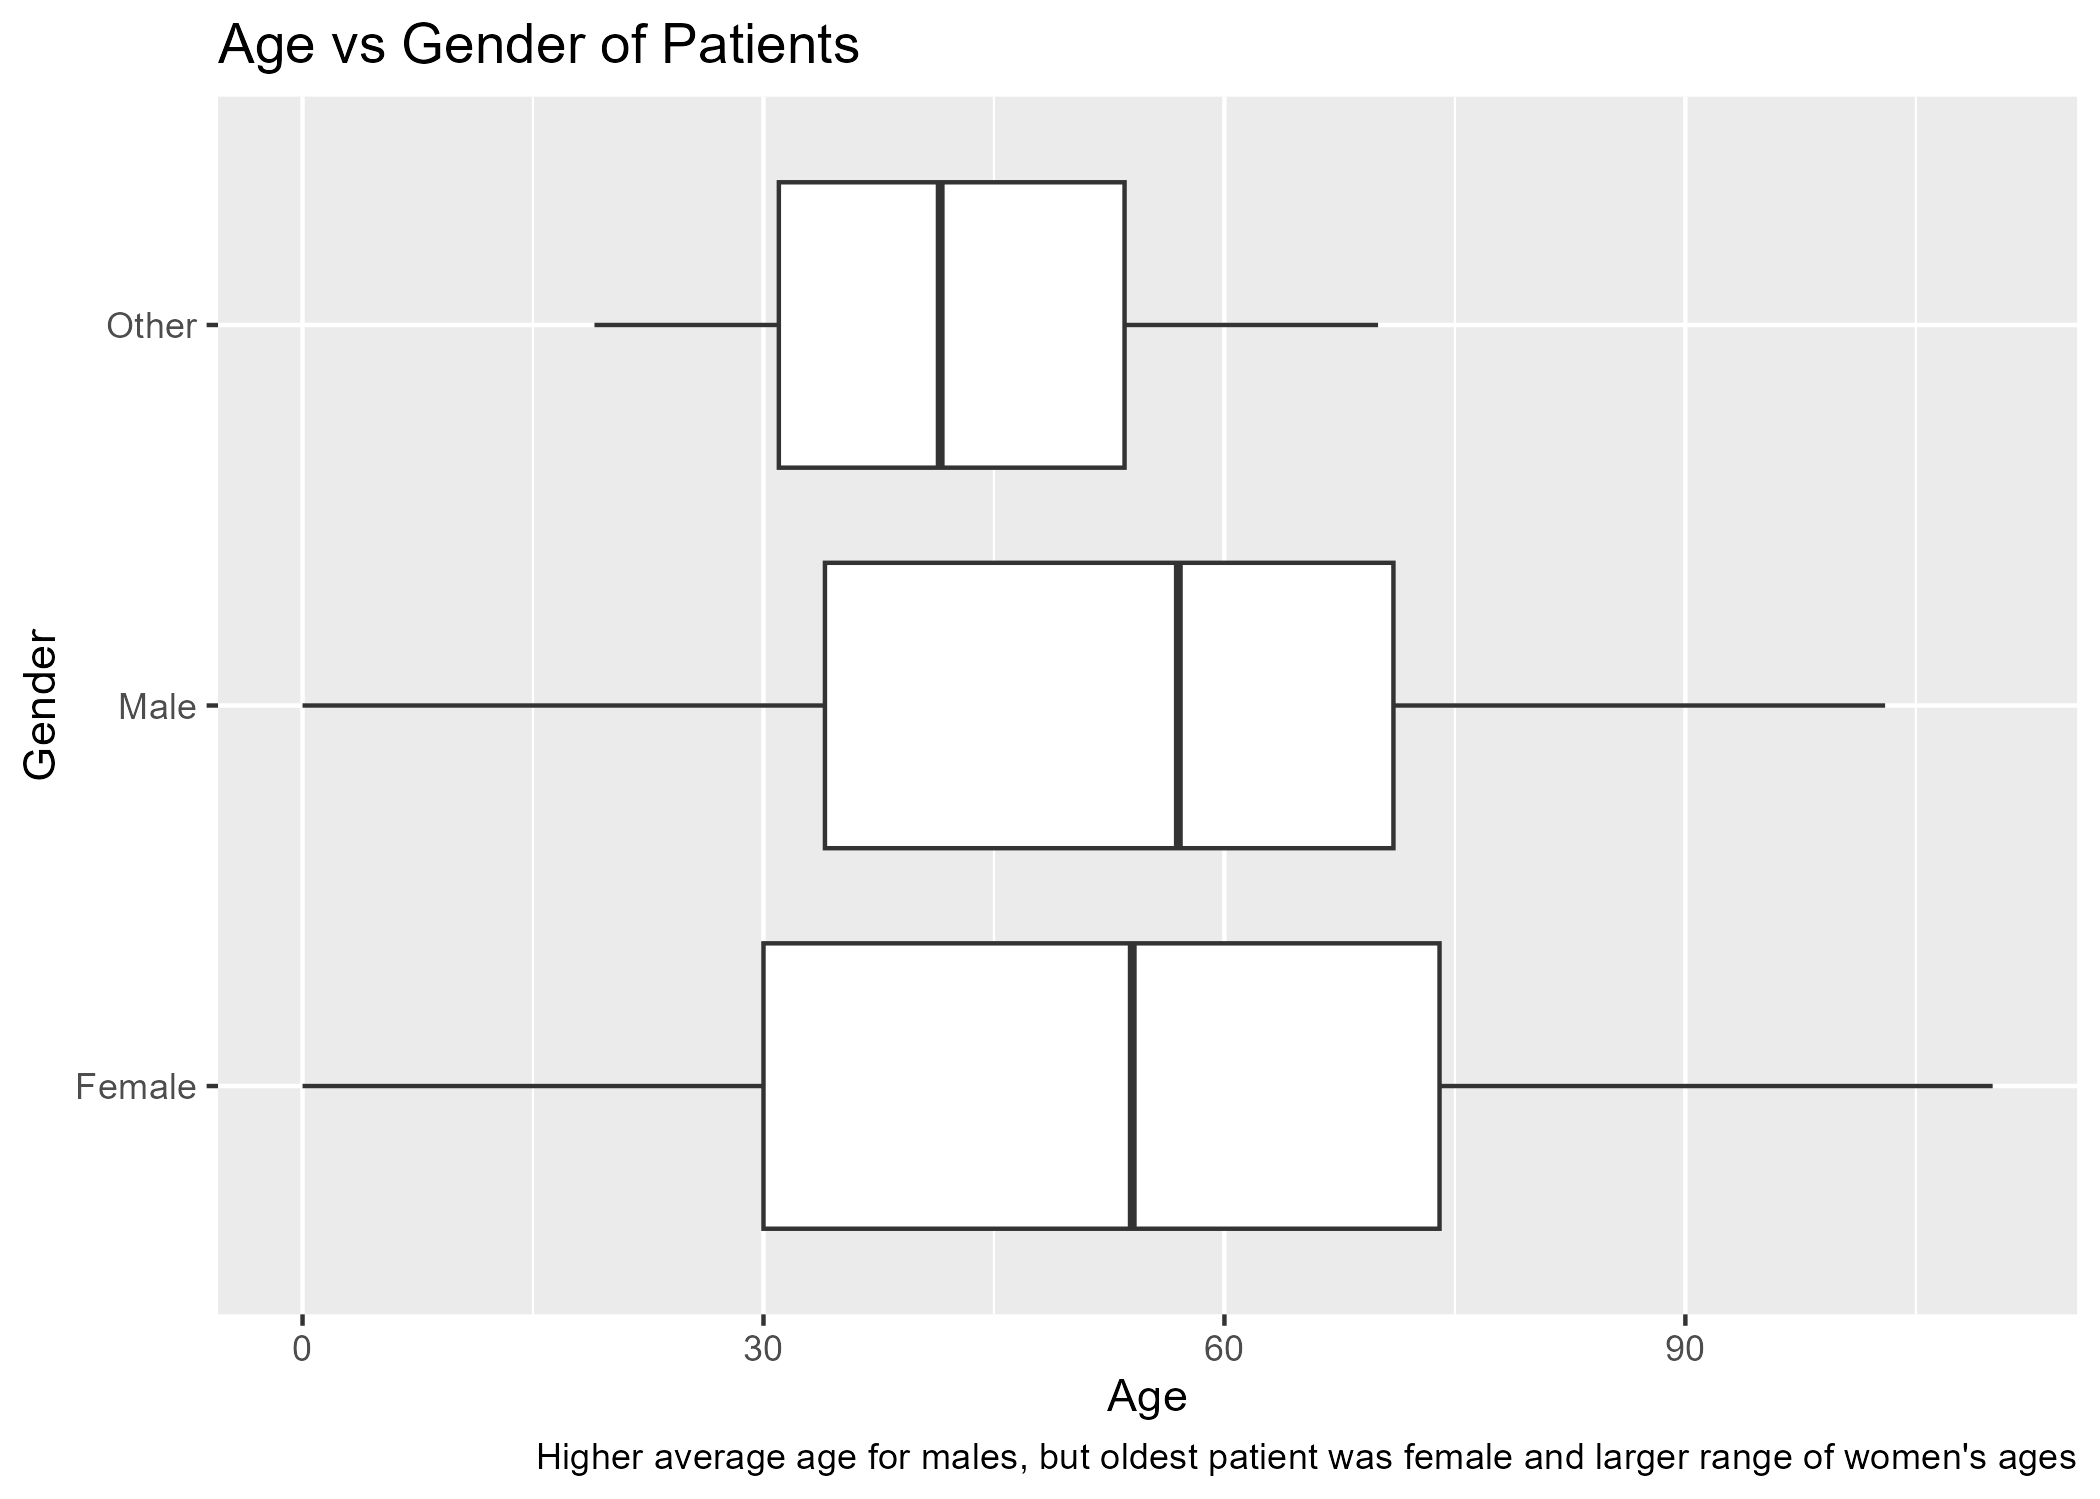 Age vs Gender of Patients
Gender
Other
Male
Female
0 30 60 90
Age
Higher average age for males, but oldest patient was female and larger range of women's ages